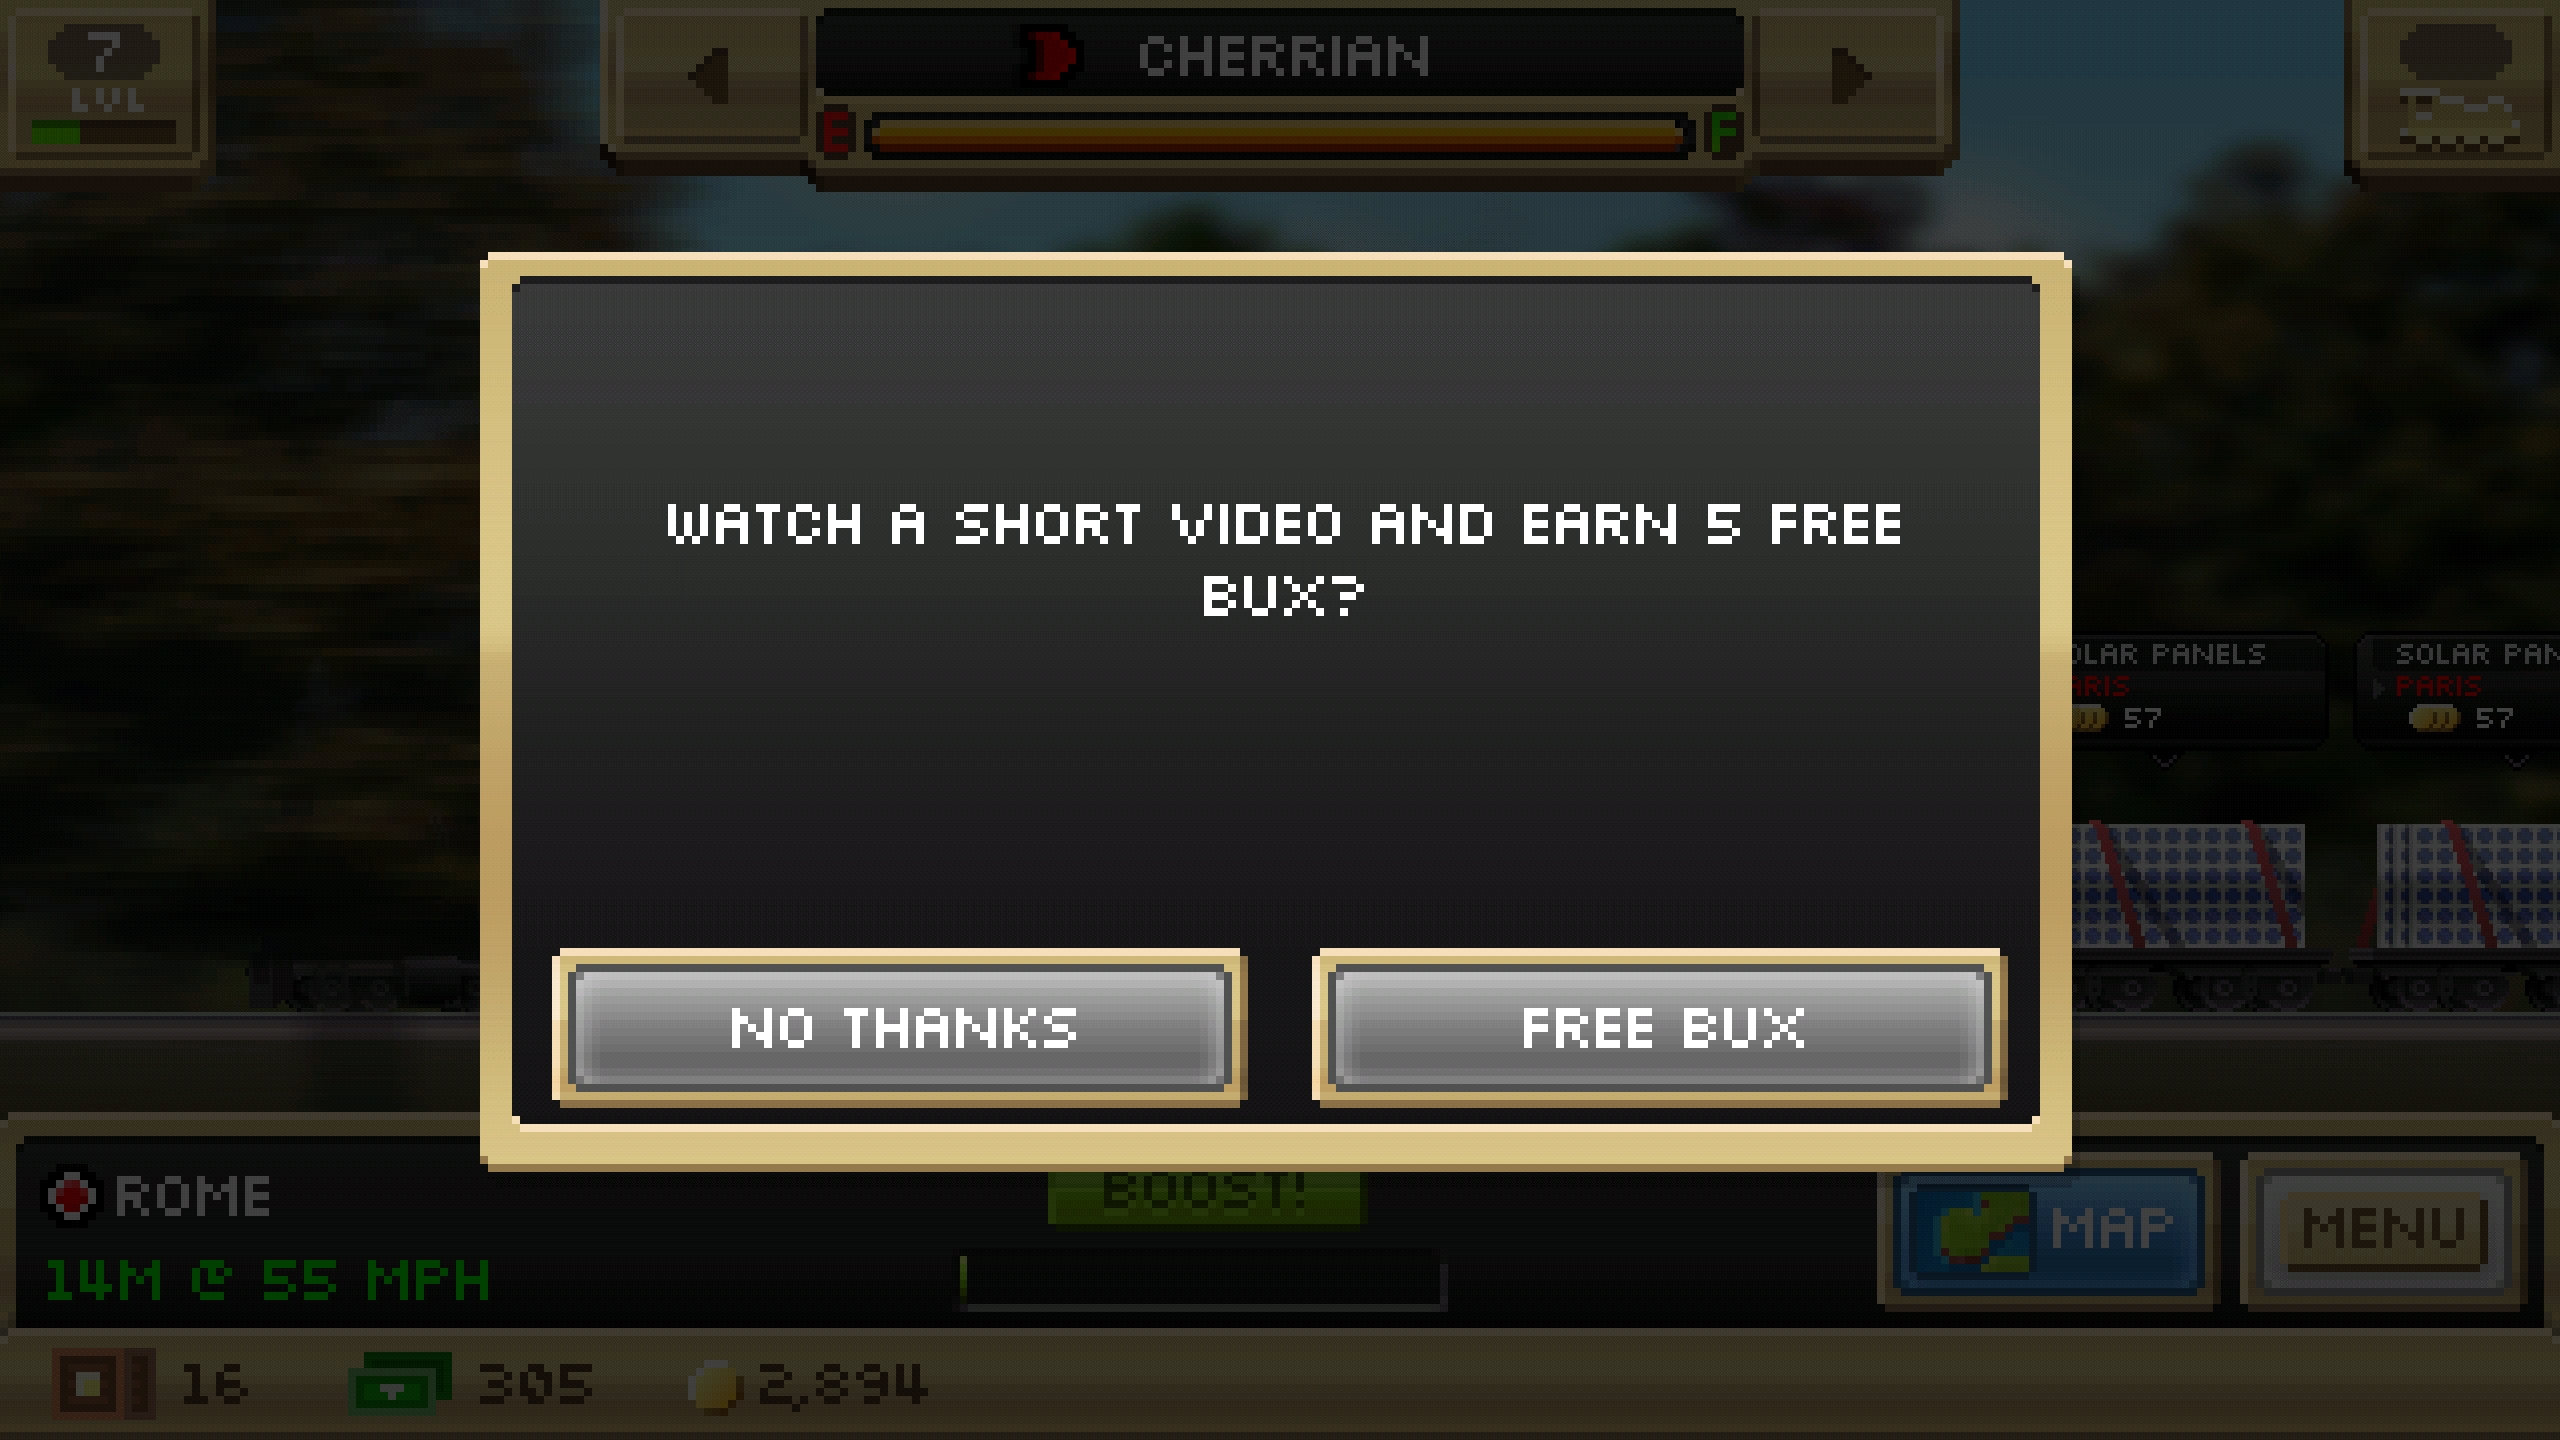 7
LVL
CHERRIAN
E
F
WATCH A SHORT VIDEO AND EARN 5 FREE
BUX?
OLAR PANELS
ARIS
57
SOLAR PAN
PARIS
57
NO THANKS
FREE BUX
ROME
14M @ 55 MPH
BOOST!
MAP
MENU
16
305
2,894